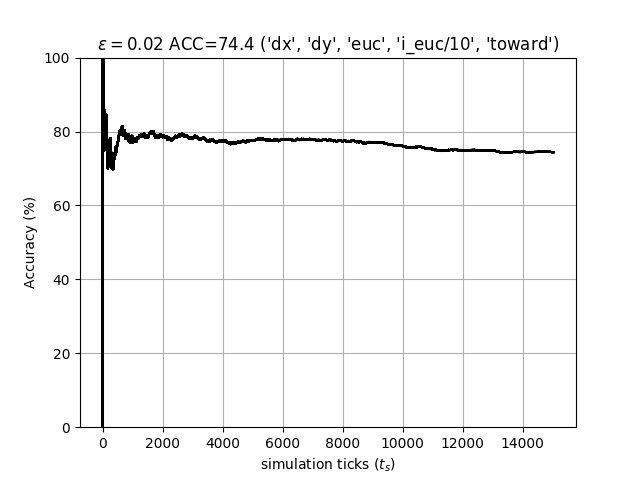 ε = 0.02 ACC=74.4 ('dx', 'dy', 'euc', 'i_euc/10', 'toward')
100
80
60
40
20
0
Accuracy (%)
0 2000 4000 6000 8000 10000 12000 14000
simulation ticks (tₛ)